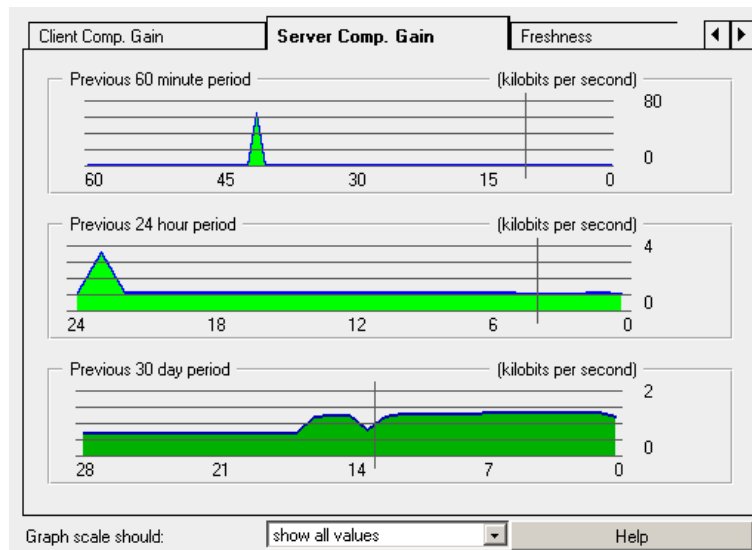 Client Comp. Gain Server Comp. Gain Freshness
Previous 60 minute period (kilobits per second)
80
0
60 45 30 15 0
Previous 24 hour period (kilobits per second)
4
0
24 18 12 6 0
Previous 30 day period (kilobits per second)
2
0
28 21 14 7 0
Graph scale should: show all values Help